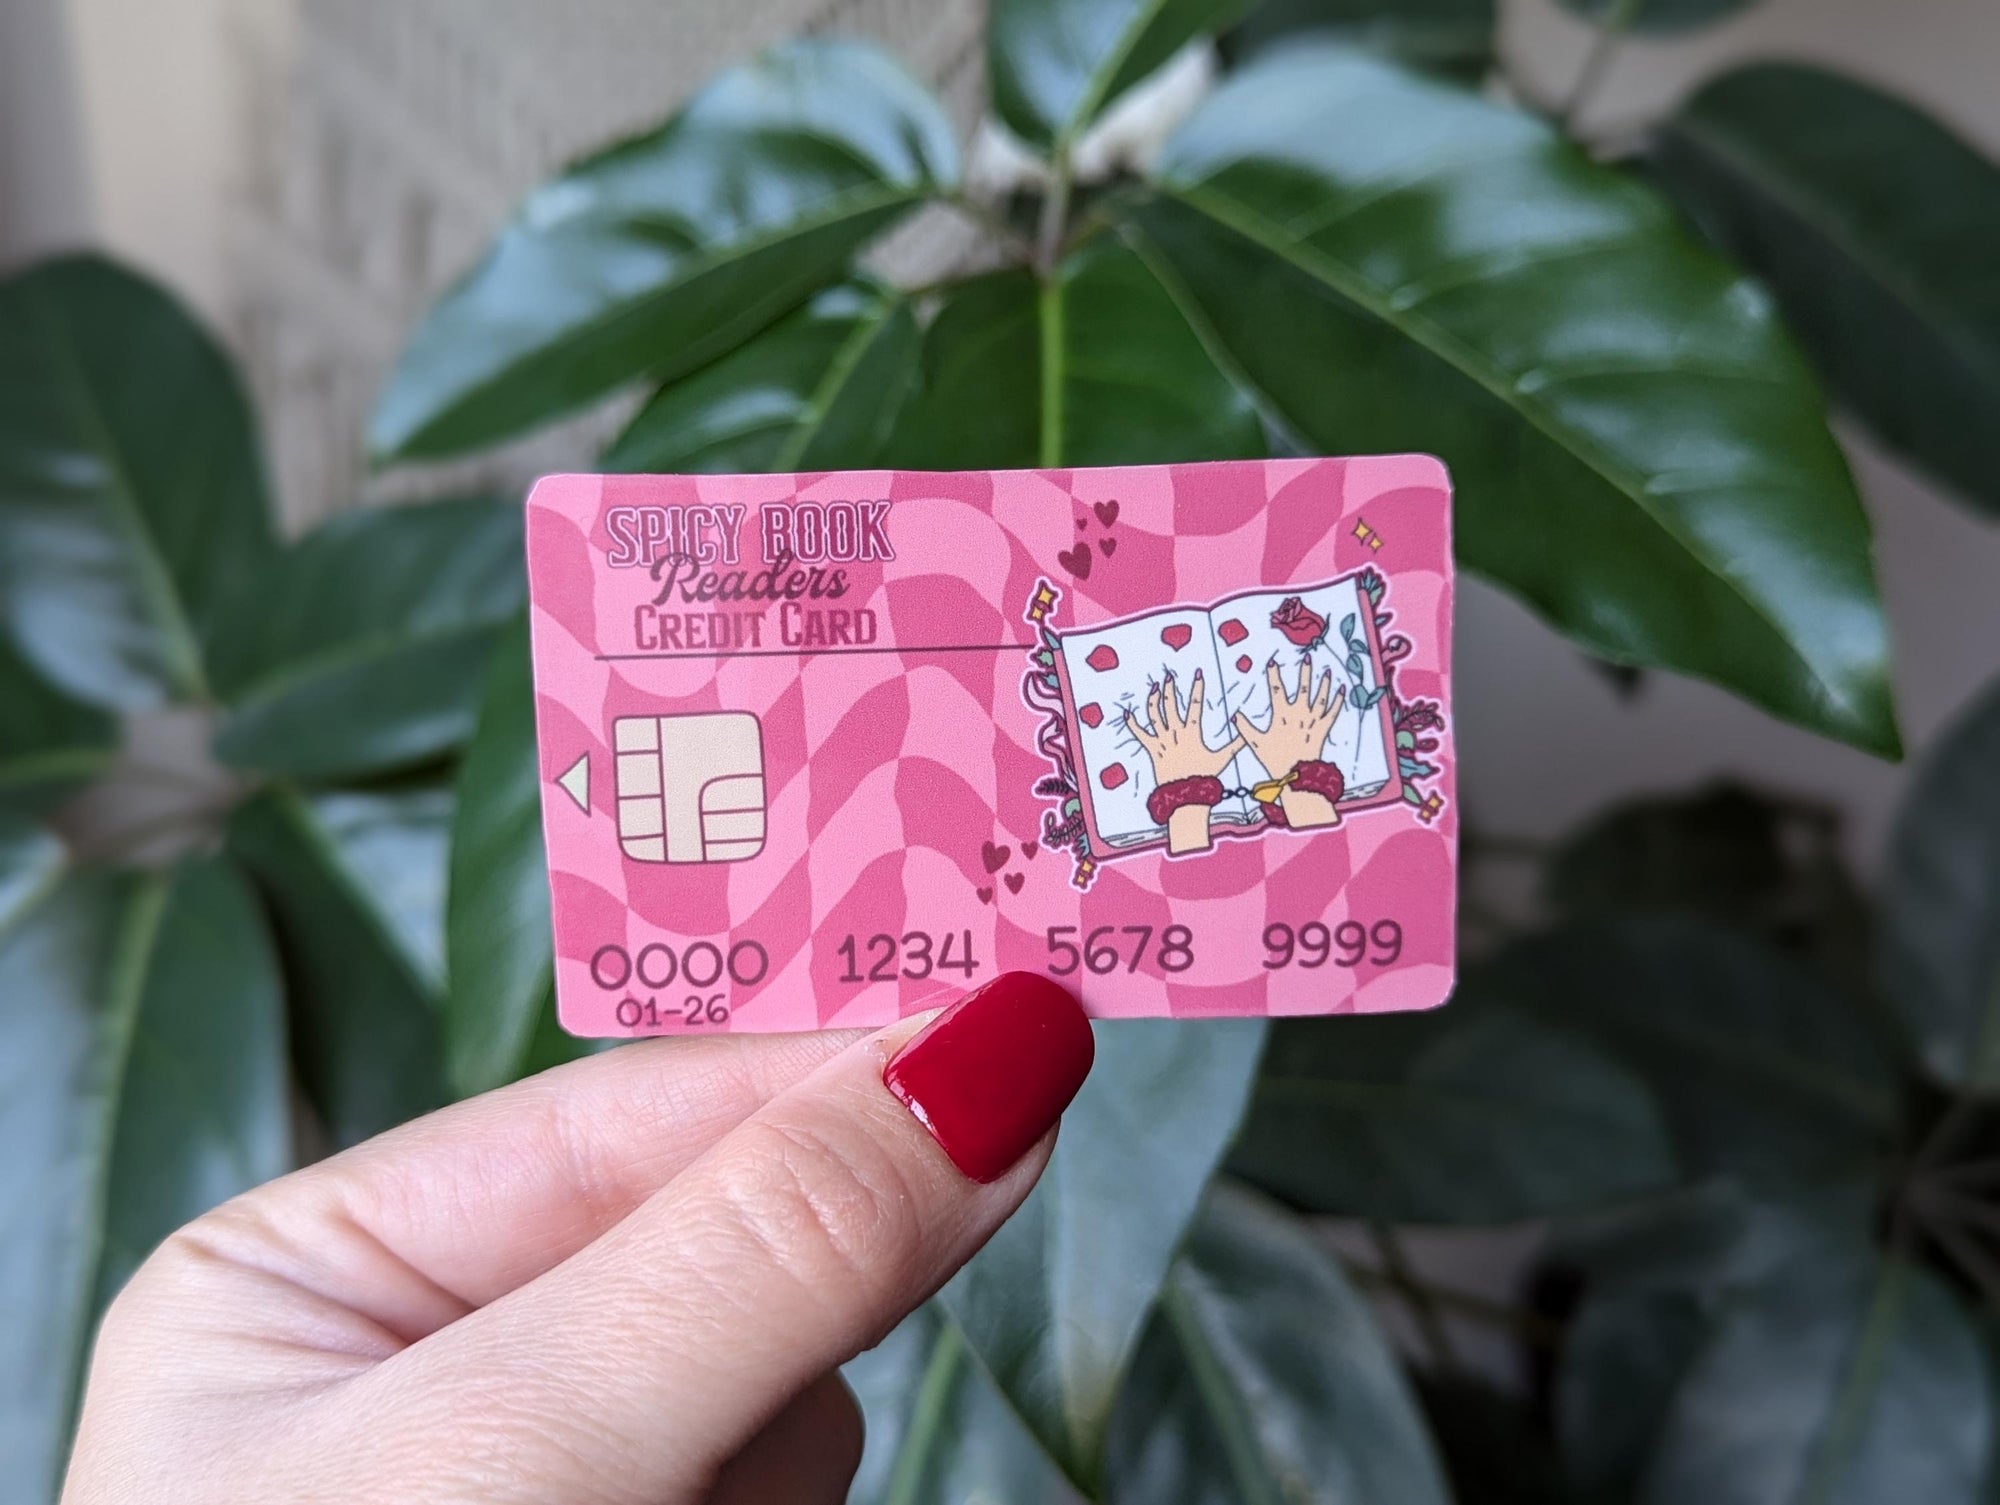 SPICY BOOK
Readers
CREDIT CARD
0000 1234 5678 9999
01-26